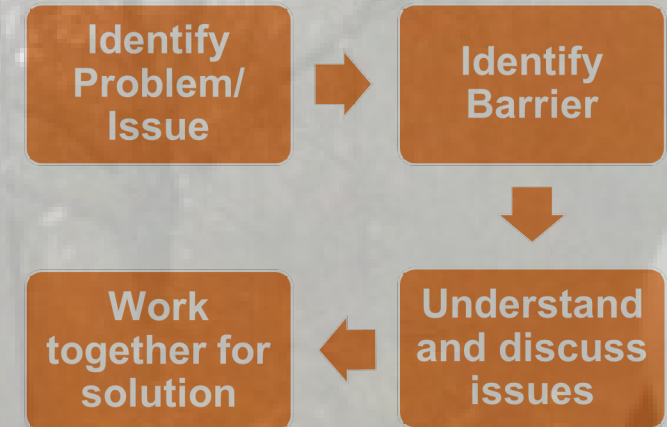 Identify
Problem/
Issue
Identify
Barrier
Understand
and discuss
issues
Work
together for
solution